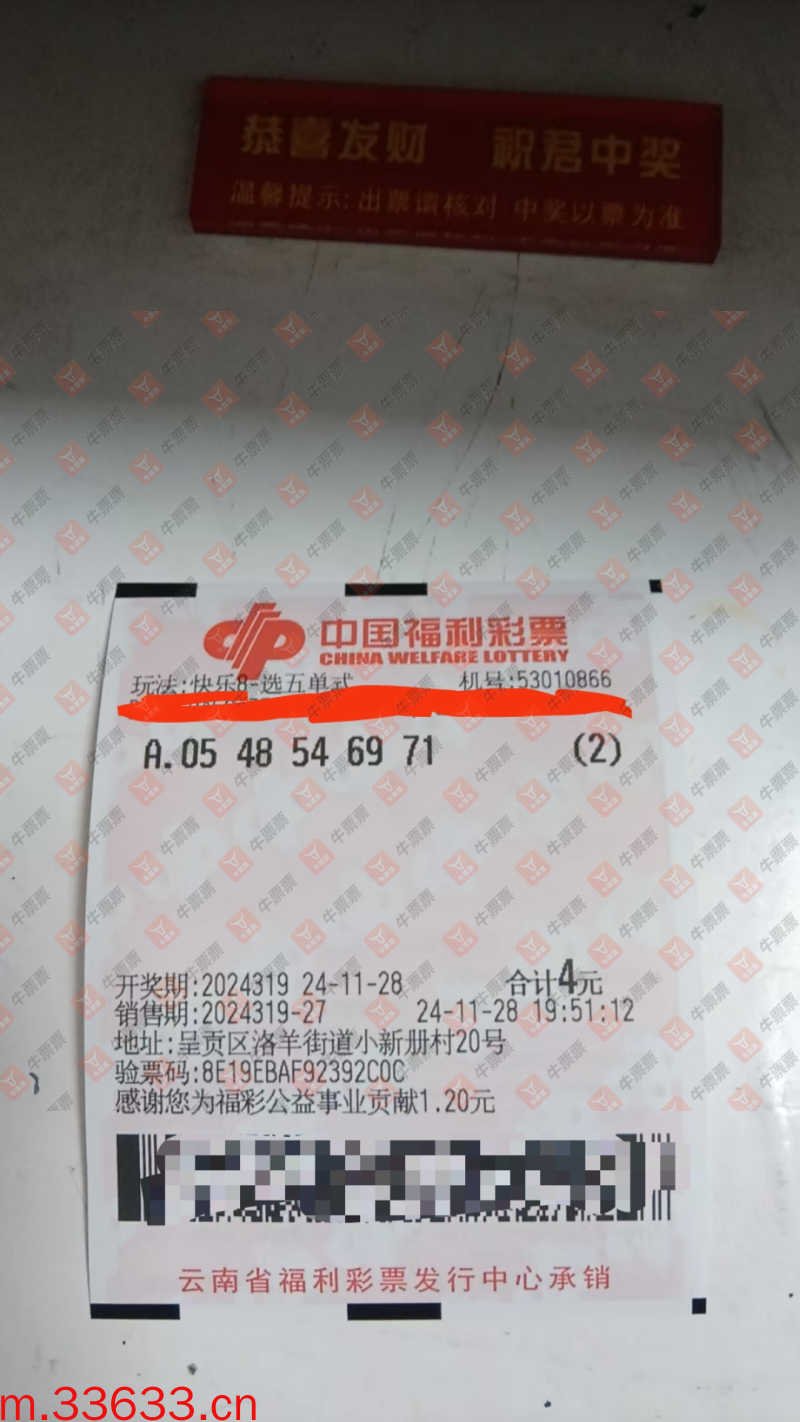 恭喜发财 祝君中奖
温馨提示:出票请核对 中奖以票为准
中国福利彩票
CHINA WELFARE LOTTERY
玩法:快乐8-选五单式 机号:53010866
A.05 48 54 69 71 (2)
开奖期:2024319 24-11-28 合计4元
销售期:2024319-27 24-11-28 19:51:12
地址:呈贡区洛羊街道小新册村20号
验票码:8E19EBAF92392C0C
感谢您为福彩公益事业贡献1.20元
云南省福利彩票发行中心承销
m.33633.cn
牛票票